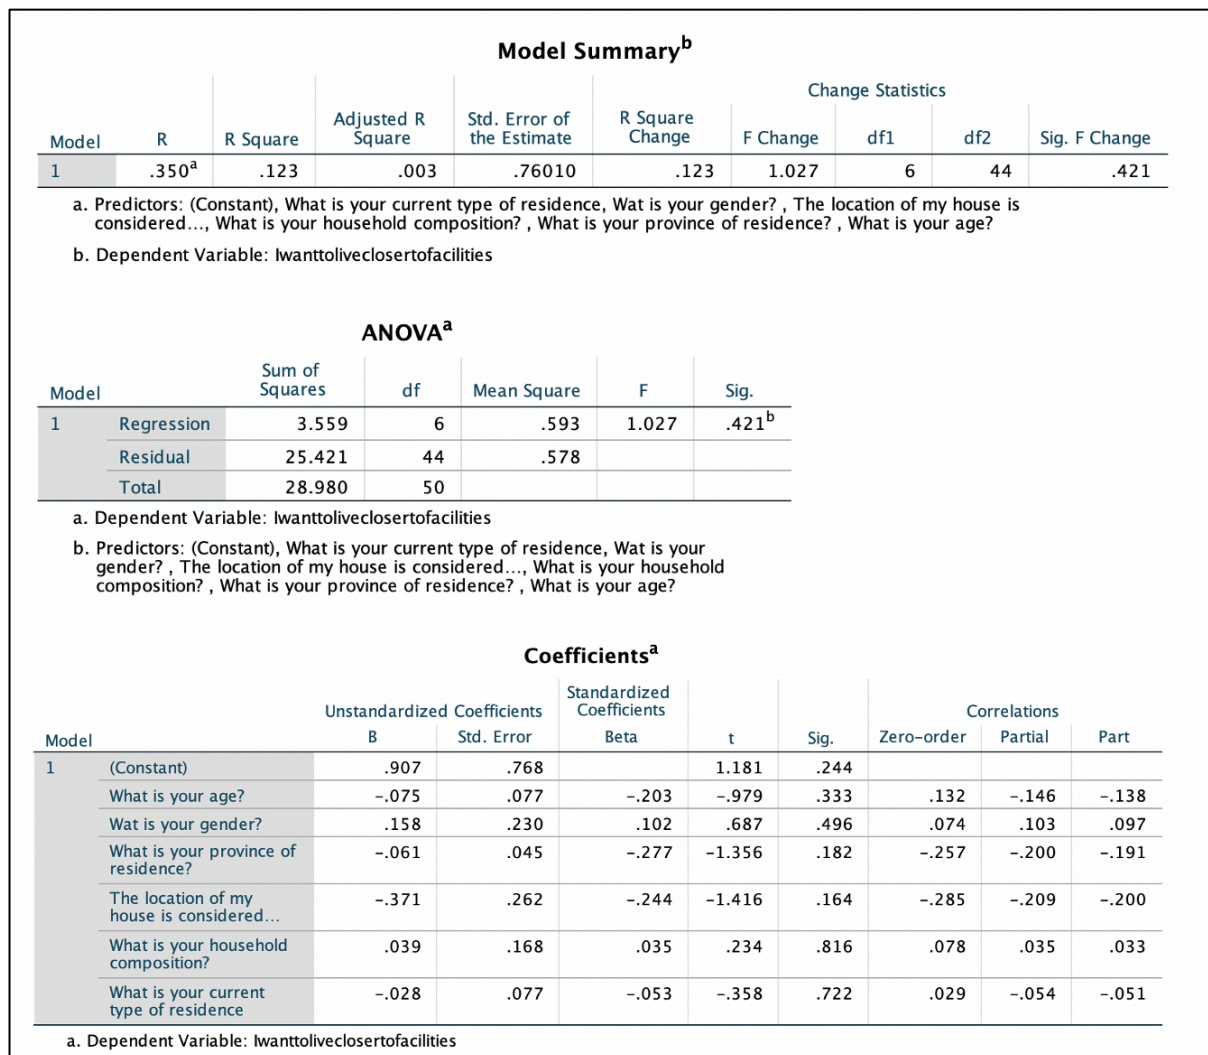 Model Summaryb
Change Statistics
Model R R Square Adjusted R Square Std. Error of the Estimate R Square Change F Change df1 df2 Sig. F Change
1 .350a .123 .003 .76010 .123 1.027 6 44 .421
a. Predictors: (Constant), What is your current type of residence, Wat is your gender? , The location of my house is
considered..., What is your household composition? , What is your province of residence? , What is your age?
b. Dependent Variable: Iwanttoliveclosertofacilities
ANOVAa
Model Sum of Squares df Mean Square F Sig.
1 Regression 3.559 6 .593 1.027 .421b
Residual 25.421 44 .578
Total 28.980 50
a. Dependent Variable: Iwanttoliveclosertofacilities
b. Predictors: (Constant), What is your current type of residence, Wat is your
gender? , The location of my house is considered..., What is your household
composition? , What is your province of residence? , What is your age?
Coefficientsa
Unstandardized Coefficients Standardized Coefficients Correlations
Model B Std. Error Beta t Sig. Zero-order Partial Part
1 (Constant) .907 .768 1.181 .244
What is your age? -.075 .077 -.203 -.979 .333 .132 -.146 -.138
Wat is your gender? .158 .230 .102 .687 .496 .074 .103 .097
What is your province of residence? -.061 .045 -.277 -1.356 .182 -.257 -.200 -.191
The location of my house is considered... -.371 .262 -.244 -1.416 .164 -.285 -.209 -.200
What is your household composition? .039 .168 .035 .234 .816 .078 .035 .033
What is your current type of residence -.028 .077 -.053 -.358 .722 .029 -.054 -.051
a. Dependent Variable: Iwanttoliveclosertofacilities